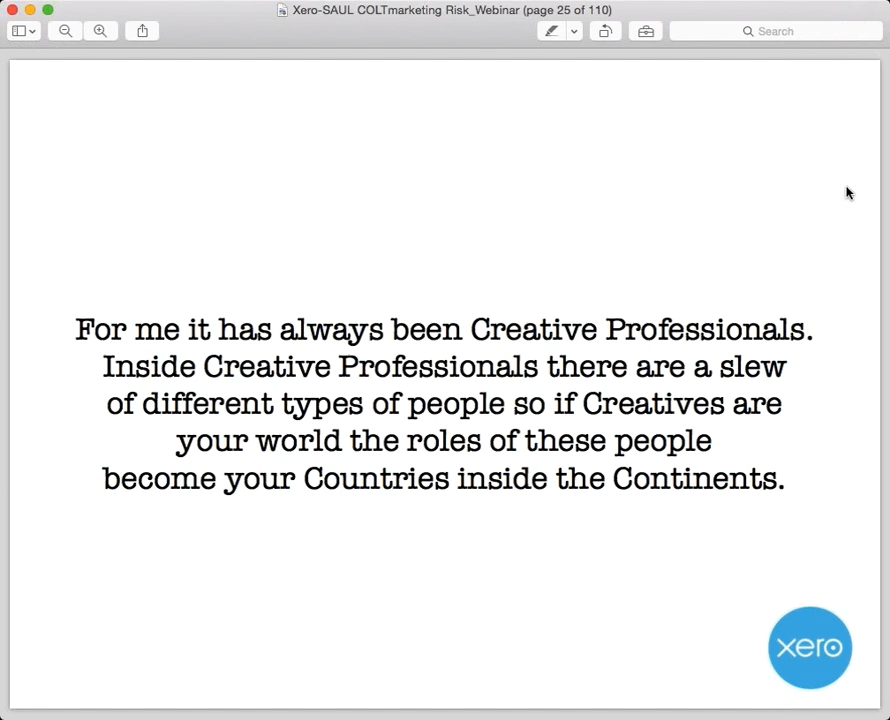 Xero-SAUL COLTmarketing Risk_Webinar (page 25 of 110)
Search
For me it has always been Creative Professionals.
Inside Creative Professionals there are a slew
of different types of people so if Creatives are
your world the roles of these people
become your Countries inside the Continents.
xero